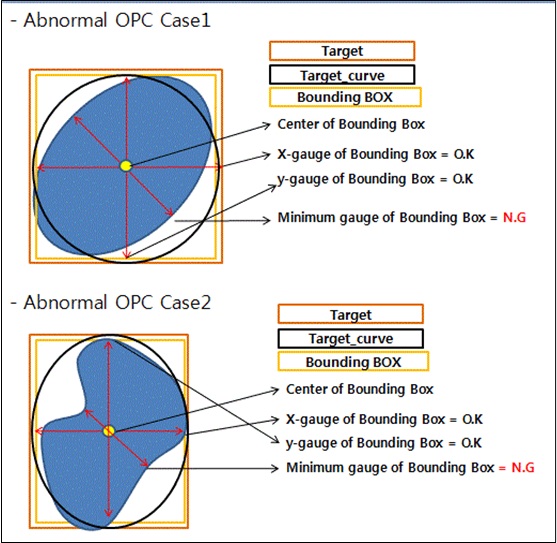 - Abnormal OPC Case1
Target
Target_curve
Bounding BOX
Center of Bounding Box
X-gauge of Bounding Box = O.K
y-gauge of Bounding Box = O.K
Minimum gauge of Bounding Box = N.G
- Abnormal OPC Case2
Target
Target_curve
Bounding BOX
Center of Bounding Box
X-gauge of Bounding Box = O.K
y-gauge of Bounding Box = O.K
Minimum gauge of Bounding Box = N.G